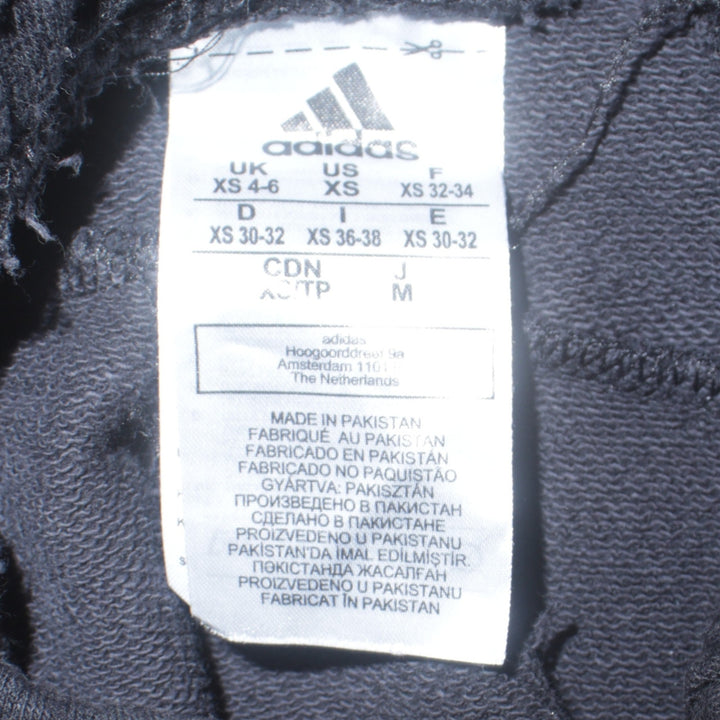 adidas
UK US F
XS 4-6 XS XS 32-34
D I E
XS 30-32 XS 36-38 XS 30-32
CDN J
XS/TP M
adidas
Hoogoorddreef 9a
Amsterdam
The Netherlands
MADE IN PAKISTAN
FABRIQUÉ AU PAKISTAN
FABRICADO EN PAKISTÁN
FABRICADO NO PAQUISTÃO
GYÁRTVA: PAKISZTÁN
ПРОИЗВЕДЕНО В ПАКИСТАН
СДЕЛАНО В ПАКИСТАНЕ
PROIZVEDENO U PAKISTANU
PAKİSTAN'DA İMAL EDİLMİŞTİR.
ПӘКІСТАНДА ЖАСАЛҒАН
PROIZVEDENO U PAKISTANU
FABRICAT ÎN PAKISTAN